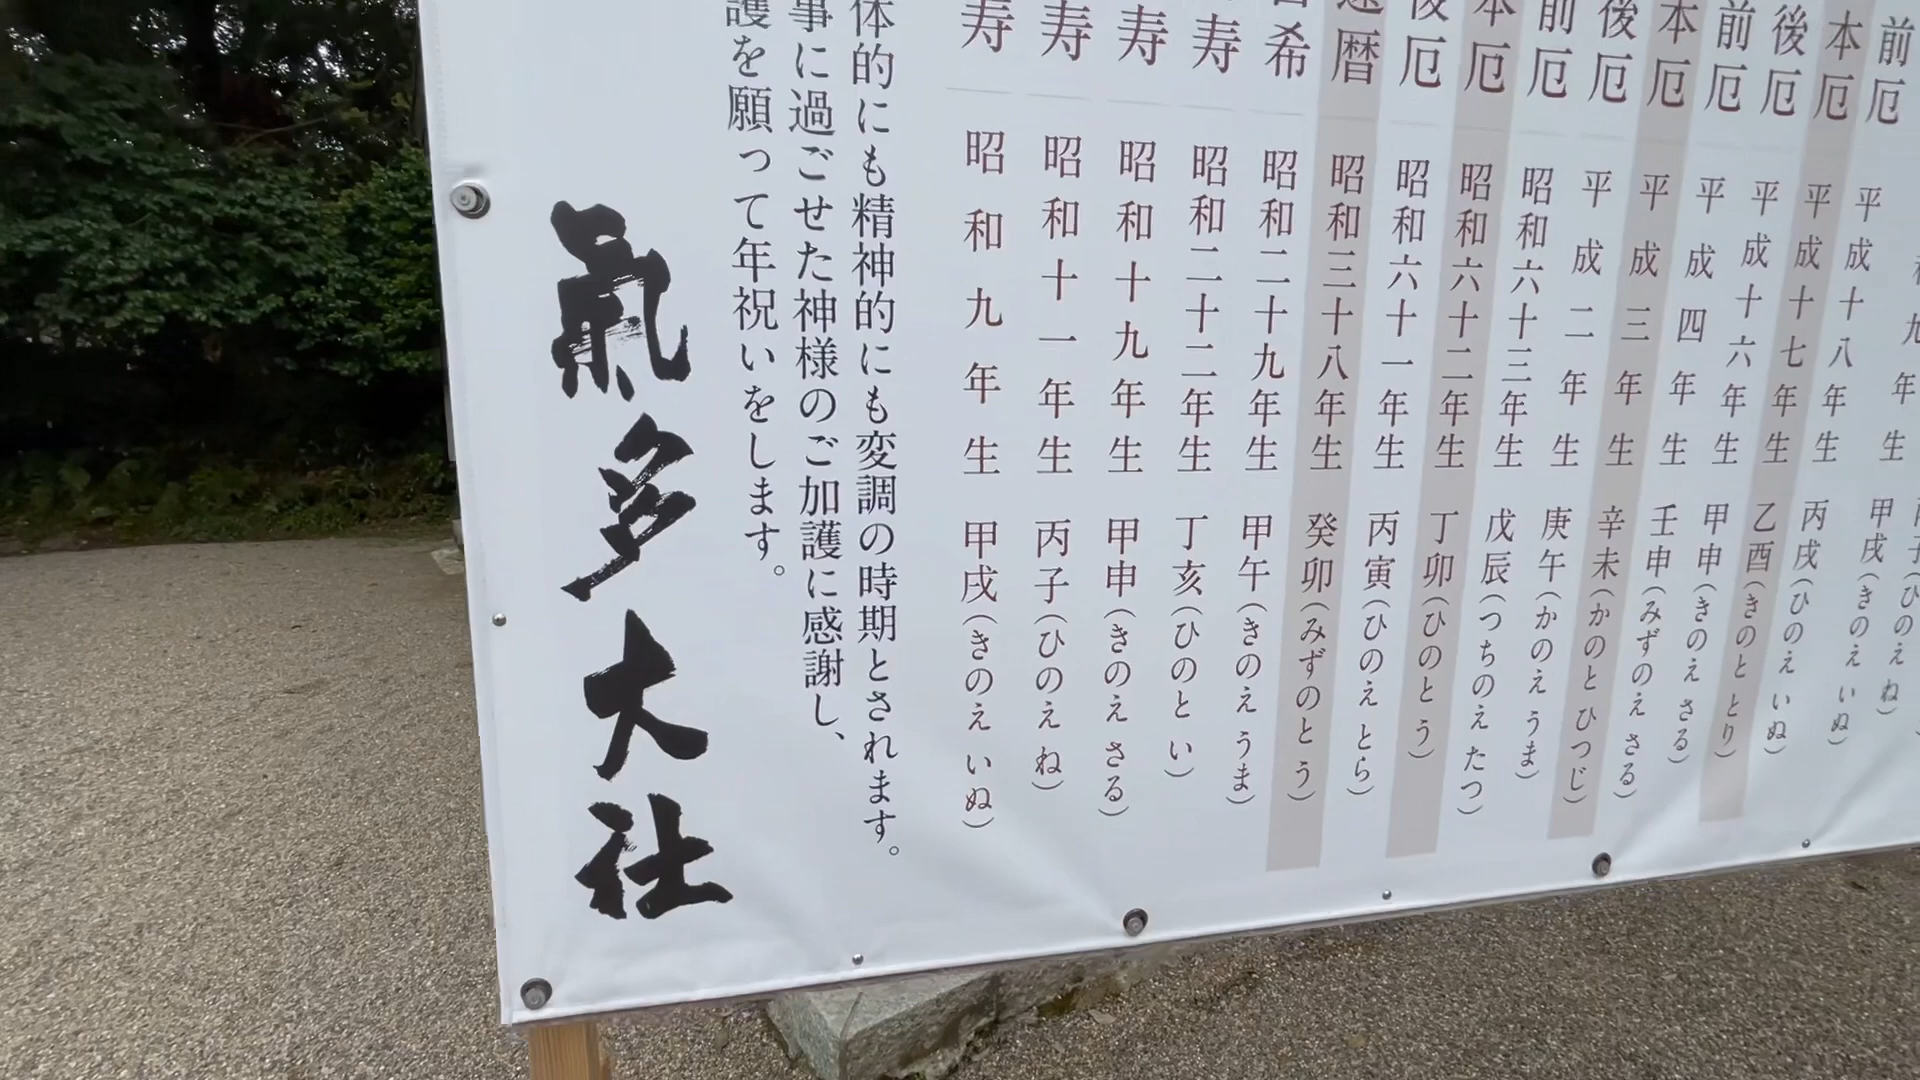 前厄 平成十八年生 丙戌(ひのえ いぬ)
本厄 平成十七年生 乙酉(きのと とり)
後厄 平成十六年生 甲申(きのえ さる)
前厄 平成四年生 壬申(みずのえ さる)
本厄 平成三年生 辛未(かのと ひつじ)
後厄 平成二年生 庚午(かのえ うま)
前厄 昭和六十三年生 戊辰(つちのえ たつ)
本厄 昭和六十二年生 丁卯(ひのと う)
後厄 昭和六十一年生 丙寅(ひのえ とら)
還暦 昭和三十八年生 癸卯(みずのと う)
希 昭和二十九年生 甲午(きのえ うま)
寿 昭和二十二年生 丁亥(ひのと い)
寿 昭和十九年生 甲申(きのえ さる)
寿 昭和十一年生 丙子(ひのえ ね)
寿 昭和九年生 甲戌(きのえ いぬ)
体的にも精神的にも変調の時期とされます。
事に過ごせた神様のご加護に感謝し、
護を願って年祝いをします。
氣多大社